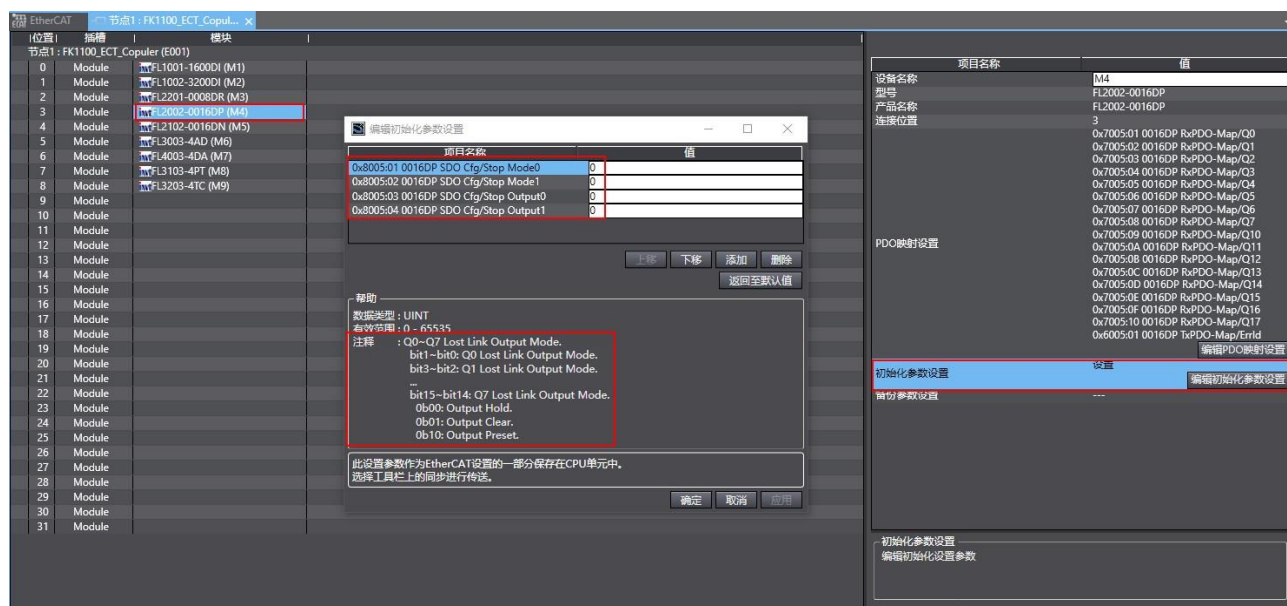 EtherCAT
节点1 : FK1100_ECT_Copul... ×
位置 插槽 模块
节点1 : FK1100_ECT_Copuler (E001)
0 Module FL1001-1600DI (M1)
1 Module FL1002-3200DI (M2)
2 Module FL2201-0008DR (M3)
3 Module FL2002-0016DP (M4)
4 Module FL2102-0016DN (M5)
5 Module FL3003-4AD (M6)
6 Module FL4003-4DA (M7)
7 Module FL3103-4PT (M8)
8 Module FL3203-4TC (M9)
9 Module
10 Module
11 Module
12 Module
13 Module
14 Module
15 Module
16 Module
17 Module
18 Module
19 Module
20 Module
21 Module
22 Module
23 Module
24 Module
25 Module
26 Module
27 Module
28 Module
29 Module
30 Module
31 Module
编辑初始化参数设置
项目名称 值
0x8005:01 0016DP SDO Cfg/Stop Mode0 0
0x8005:02 0016DP SDO Cfg/Stop Mode1 0
0x8005:03 0016DP SDO Cfg/Stop Output0 0
0x8005:04 0016DP SDO Cfg/Stop Output1 0
上移 下移 添加 删除
返回至默认值
帮助
数据类型 : UINT
有效范围 : 0 - 65535
注释 : Q0~Q7 Lost Link Output Mode.
bit1~bit0: Q0 Lost Link Output Mode.
bit3~bit2: Q1 Lost Link Output Mode.
...
bit15~bit14: Q7 Lost Link Output Mode.
0b00: Output Hold.
0b01: Output Clear.
0b10: Output Preset.
此设置参数作为EtherCAT设置的一部分保存在CPU单元中。
选择工具栏上的同步进行传送。
确定 取消 应用
项目名称 值
设备名称 M4
型号 FL2002-0016DP
产品名称 FL2002-0016DP
连接位置 3
PDO映射设置
0x7005:01 0016DP RxPDO-Map/Q0
0x7005:02 0016DP RxPDO-Map/Q1
0x7005:03 0016DP RxPDO-Map/Q2
0x7005:04 0016DP RxPDO-Map/Q3
0x7005:05 0016DP RxPDO-Map/Q4
0x7005:06 0016DP RxPDO-Map/Q5
0x7005:07 0016DP RxPDO-Map/Q6
0x7005:08 0016DP RxPDO-Map/Q7
0x7005:09 0016DP RxPDO-Map/Q10
0x7005:0A 0016DP RxPDO-Map/Q11
0x7005:0B 0016DP RxPDO-Map/Q12
0x7005:0C 0016DP RxPDO-Map/Q13
0x7005:0D 0016DP RxPDO-Map/Q14
0x7005:0E 0016DP RxPDO-Map/Q15
0x7005:0F 0016DP RxPDO-Map/Q16
0x7005:10 0016DP RxPDO-Map/Q17
0x6005:01 0016DP TxPDO-Map/ErrId
编辑PDO映射设置
初始化参数设置 设置
编辑初始化参数设置
备份参数设置 ---
初始化参数设置
编辑初始化设置参数